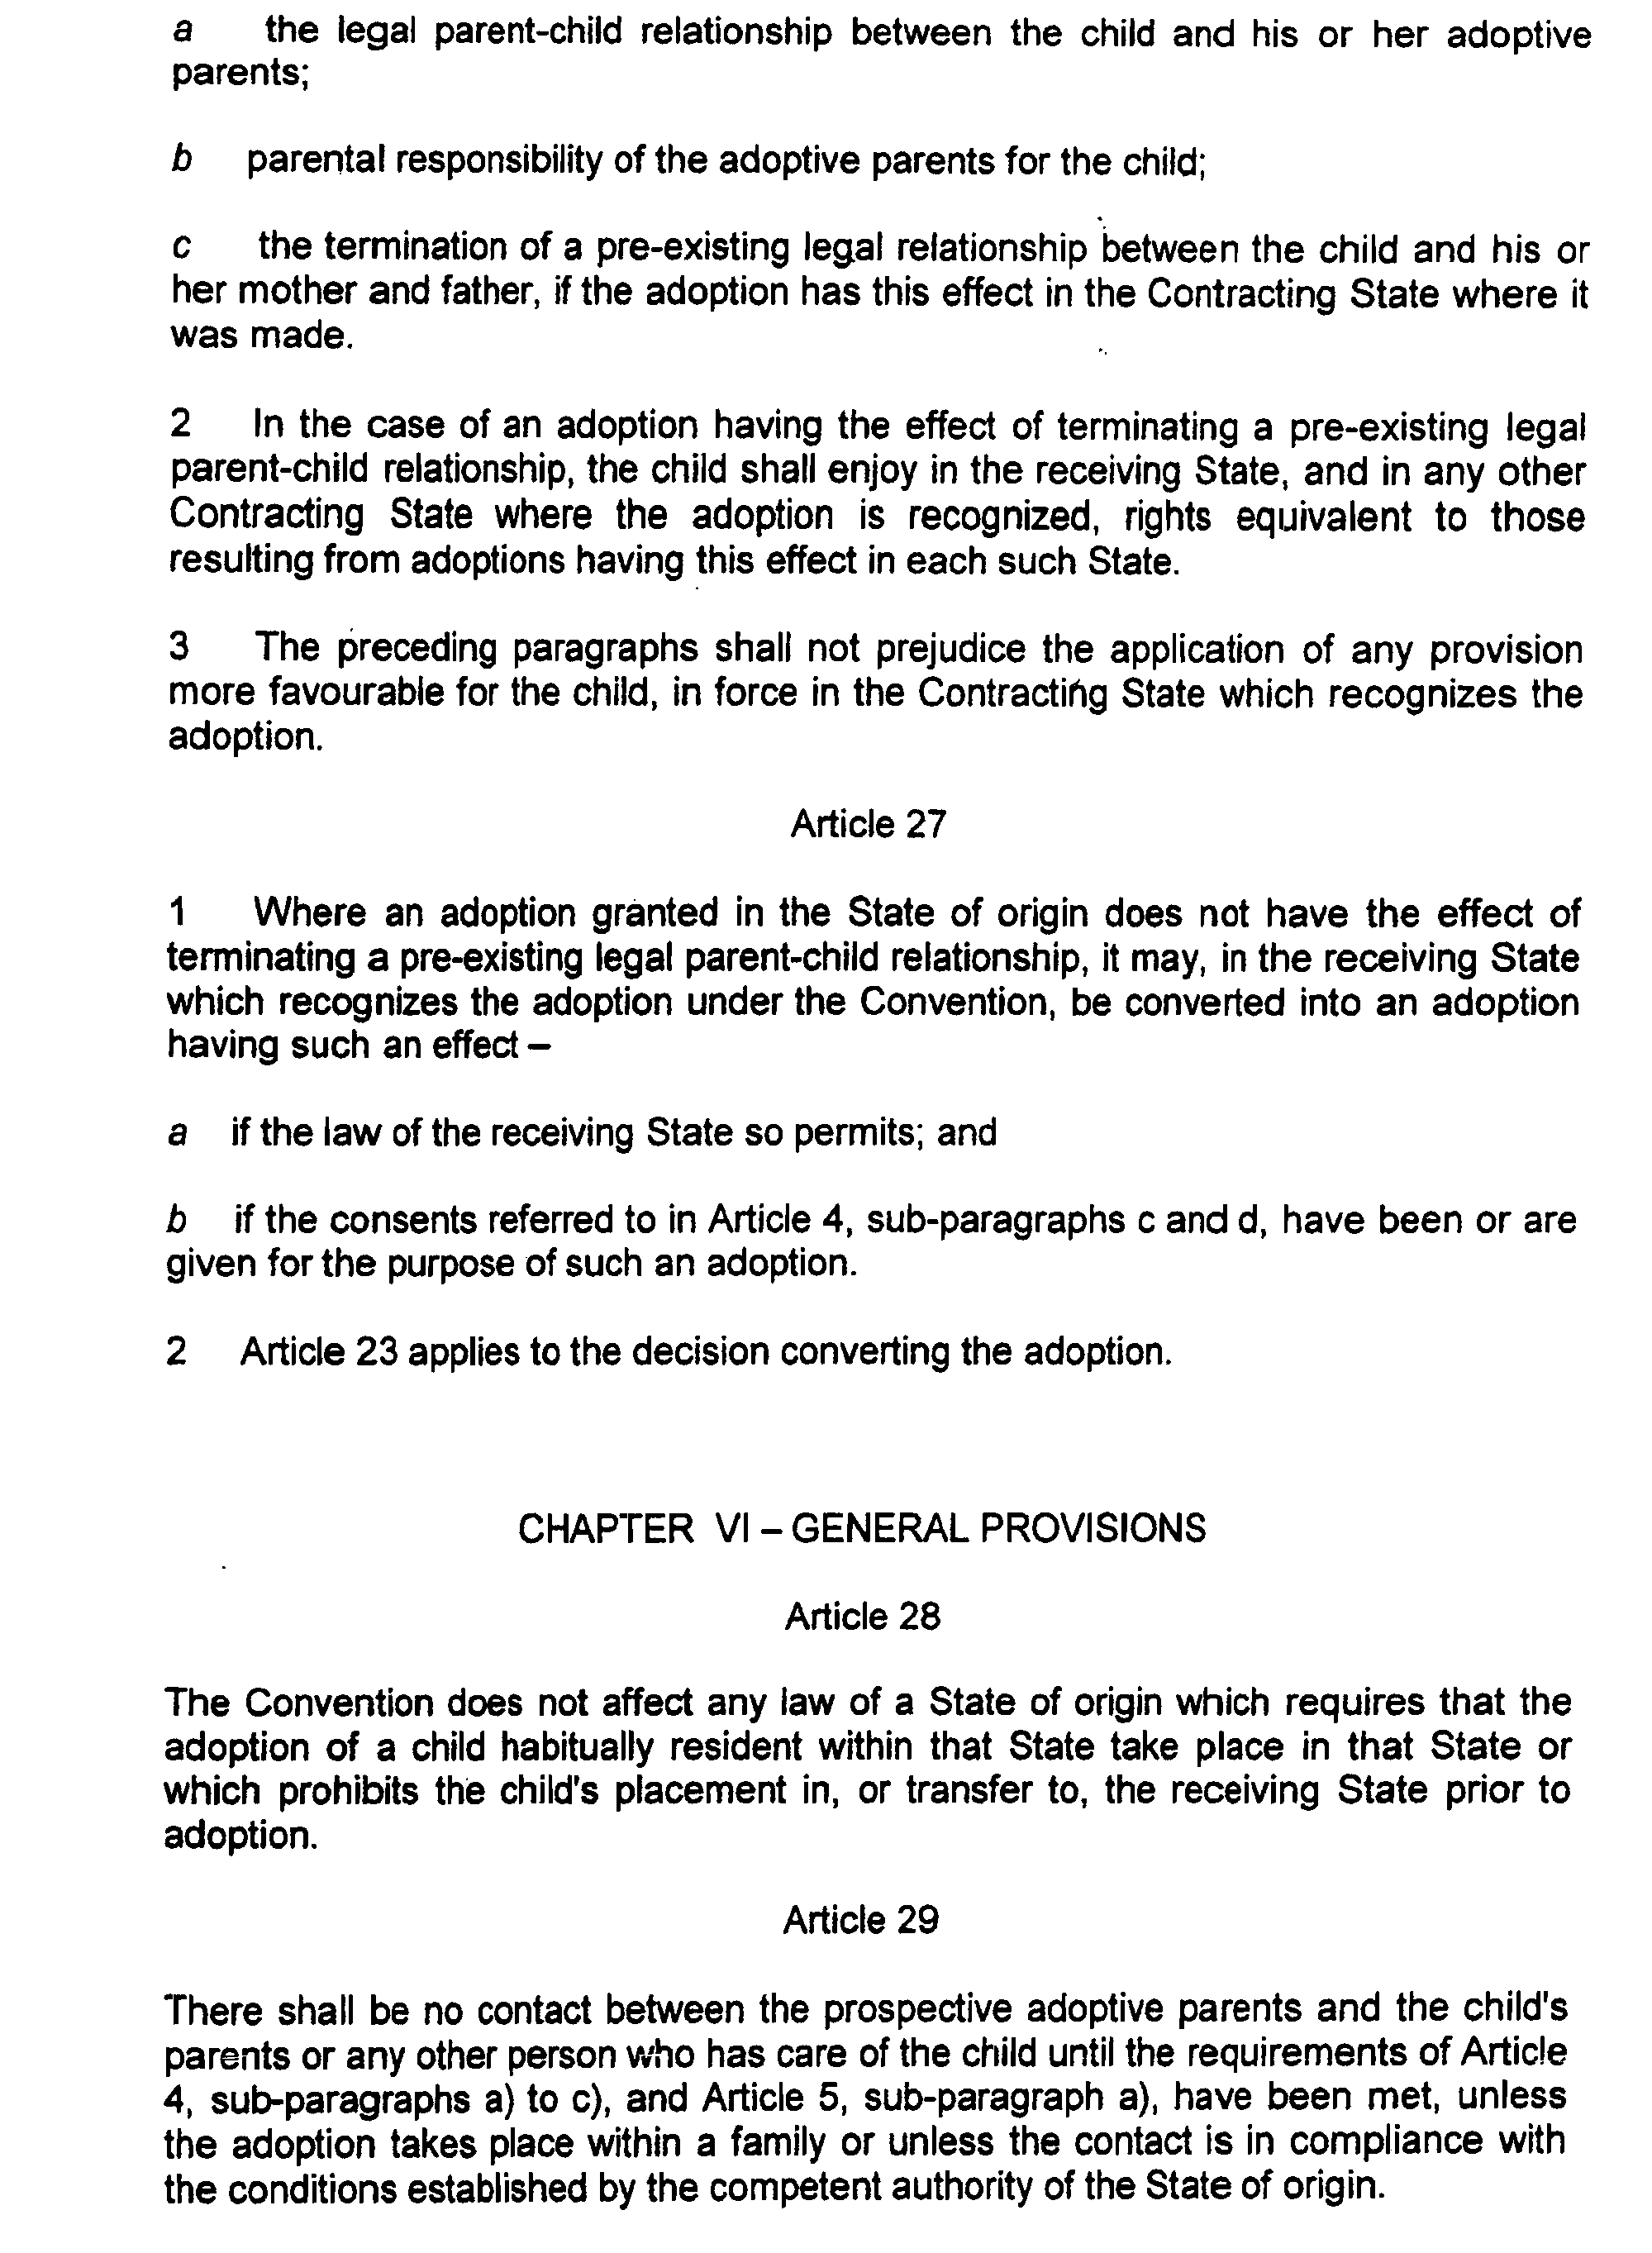 a the legal parent-child relationship between the child and his or her adoptive
parents;
b parental responsibility of the adoptive parents for the child;
c the termination of a pre-existing legal relationship between the child and his or
her mother and father, if the adoption has this effect in the Contracting State where it
was made.
2 In the case of an adoption having the effect of terminating a pre-existing legal
parent-child relationship, the child shall enjoy in the receiving State, and in any other
Contracting State where the adoption is recognized, rights equivalent to those
resulting from adoptions having this effect in each such State.
3 The preceding paragraphs shall not prejudice the application of any provision
more favourable for the child, in force in the Contracting State which recognizes the
adoption.
Article 27
1 Where an adoption granted in the State of origin does not have the effect of
terminating a pre-existing legal parent-child relationship, it may, in the receiving State
which recognizes the adoption under the Convention, be converted into an adoption
having such an effect –
a if the law of the receiving State so permits; and
b if the consents referred to in Article 4, sub-paragraphs c and d, have been or are
given for the purpose of such an adoption.
2 Article 23 applies to the decision converting the adoption.
CHAPTER VI – GENERAL PROVISIONS
Article 28
The Convention does not affect any law of a State of origin which requires that the
adoption of a child habitually resident within that State take place in that State or
which prohibits the child's placement in, or transfer to, the receiving State prior to
adoption.
Article 29
There shall be no contact between the prospective adoptive parents and the child's
parents or any other person who has care of the child until the requirements of Article
4, sub-paragraphs a) to c), and Article 5, sub-paragraph a), have been met, unless
the adoption takes place within a family or unless the contact is in compliance with
the conditions established by the competent authority of the State of origin.